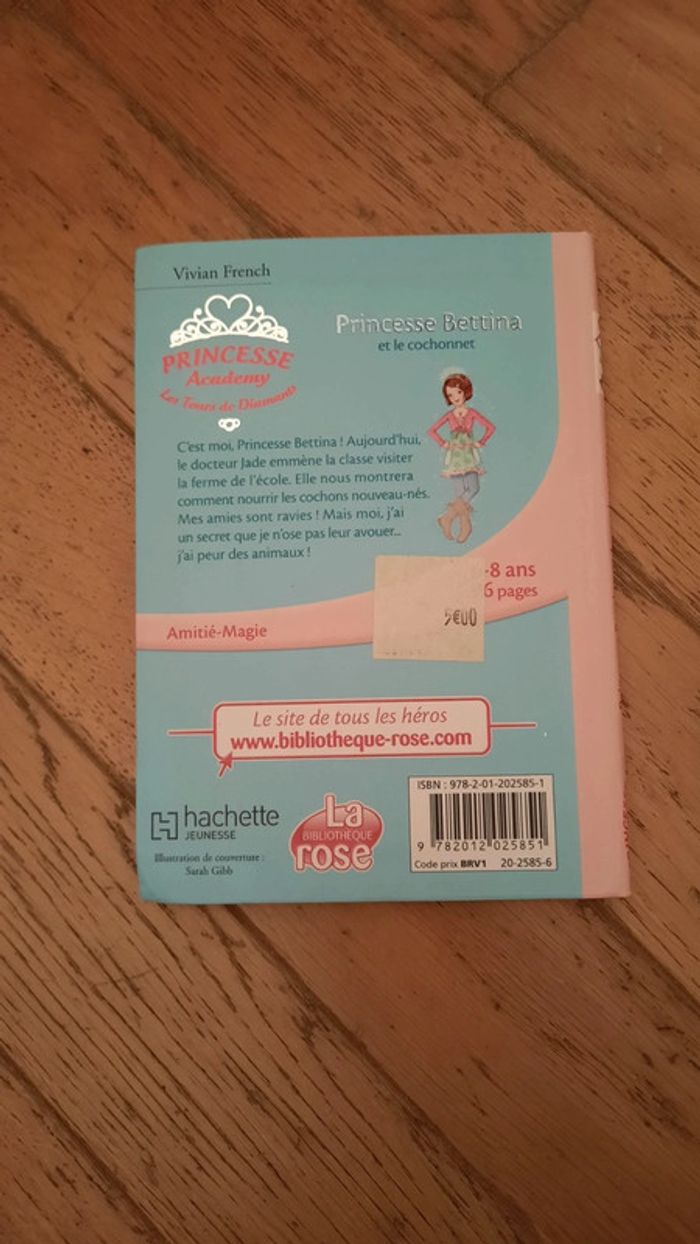 Vivian French
PRINCESSE
Academy
Les Tours de Diamants
Princesse Bettina
et le cochonnet
C'est moi, Princesse Bettina ! Aujourd'hui,
le docteur Jade emmène la classe visiter
la ferme de l'école. Elle nous montrera
comment nourrir les cochons nouveau-nés.
Mes amies sont ravies ! Mais moi, j'ai
un secret que je n'ose pas leur avouer...
j'ai peur des animaux !
-8 ans
6 pages
5€00
Amitié-Magie
Le site de tous les héros
www.bibliotheque-rose.com
hachette
JEUNESSE
Illustration de couverture :
Sarah Gibb
La
BIBLIOTHÈQUE
rose
ISBN : 978-2-01-202585-1
9 782012 025851
Code prix BRV1 20-2585-6